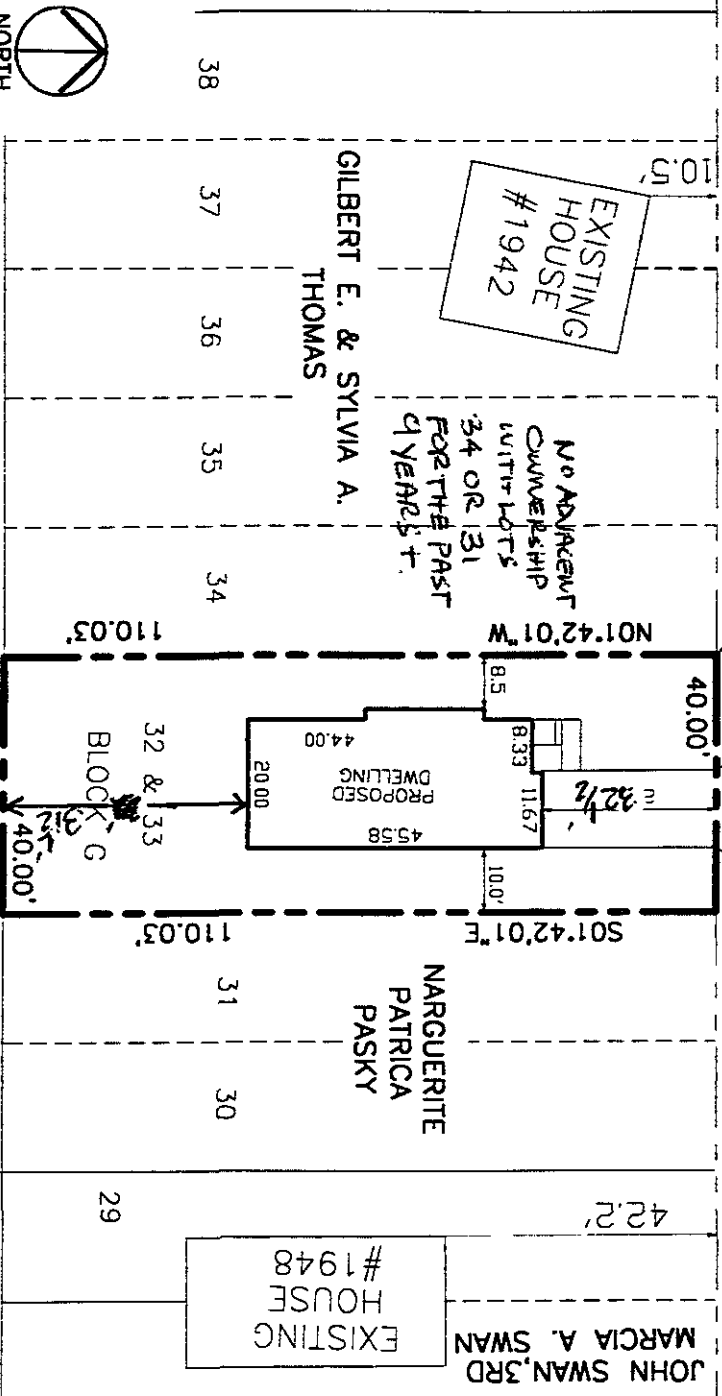 NORTH
38
37
36
35
34
10.5'
EXISTING
HOUSE
#1942
GILBERT E. & SYLVIA A.
THOMAS
NO ADJACENT
OWNERSHIP
WITH LOTS
34 OR 31
FOR THE PAST
9 YEARS +.
N01°42'01"W
110.03'
40.00'
8.5
8.33
11.67
44.00
PROPOSED
DWELLING
20.00
45.58
10.0'
32 1/2'
32 & 33
BLOCK G
40.00'
S01°42'01"E
110.03'
NARGUERITE
PATRICA
PASKY
31
30
29
42.2'
EXISTING
HOUSE
#1948
JOHN SWAN,3RD
MARCIA A. SWAN